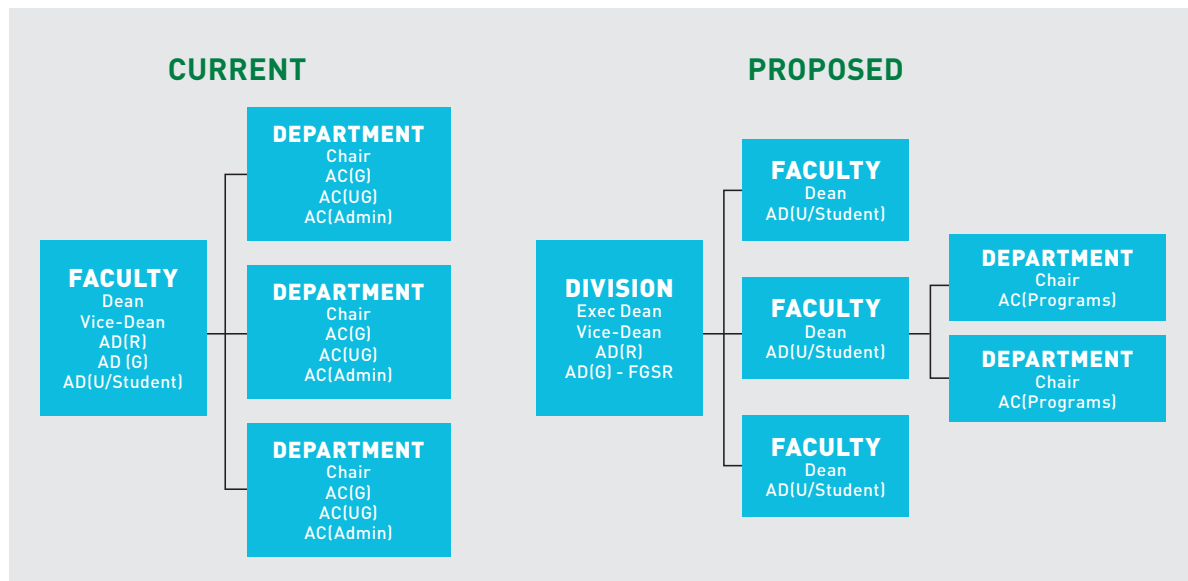 CURRENT
FACULTY
Dean
Vice-Dean
AD(R)
AD (G)
AD(U/Student)
DEPARTMENT
Chair
AC(G)
AC(UG)
AC(Admin)
DEPARTMENT
Chair
AC(G)
AC(UG)
AC(Admin)
DEPARTMENT
Chair
AC(G)
AC(UG)
AC(Admin)
PROPOSED
DIVISION
Exec Dean
Vice-Dean
AD(R)
AD(G) - FGSR
FACULTY
Dean
AD(U/Student)
FACULTY
Dean
AD(U/Student)
FACULTY
Dean
AD(U/Student)
DEPARTMENT
Chair
AC(Programs)
DEPARTMENT
Chair
AC(Programs)